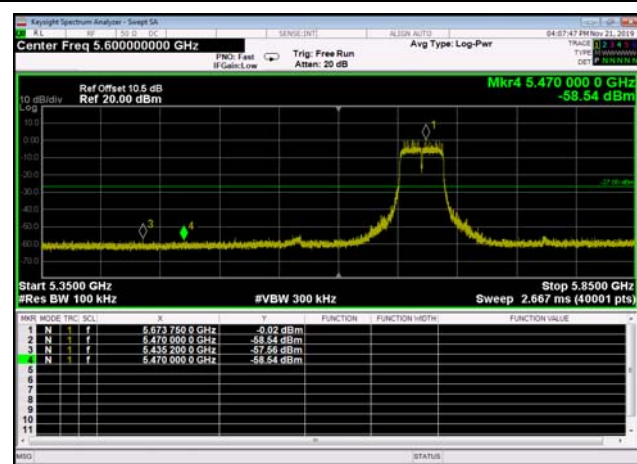 Keysight Spectrum Analyzer - Swept SA
RL RF 50 Ω DC SENSE:INT ALIGN AUTO 04:07:47 PM Nov 21, 2019
Center Freq 5.600000000 GHz
PNO: Fast
IFGain:Low
Trig: Free Run
Atten: 20 dB
Avg Type: Log-Pwr
TRACE 1 2 3 4 5 6
TYPE M WWWWW
DET P N N N N N
Ref Offset 10.5 dB
10 dB/div Ref 20.00 dBm
Log
Mkr4 5.470 000 0 GHz
-58.54 dBm
10.0
0.00
-10.0
-20.0
-27.00 dBm
-30.0
-40.0
-50.0
-60.0
-70.0
1
3
4
Start 5.3500 GHz Stop 5.8500 GHz
#Res BW 100 kHz #VBW 300 kHz Sweep 2.667 ms (40001 pts)
MKR MODE TRC SCL X Y FUNCTION FUNCTION WIDTH FUNCTION VALUE
1 N 1 f 5.673 750 0 GHz -0.02 dBm
2 N 1 f 5.470 000 0 GHz -58.54 dBm
3 N 1 f 5.435 200 0 GHz -57.56 dBm
4 N 1 f 5.470 000 0 GHz -58.54 dBm
5
6
7
8
9
10
11
MSG STATUS